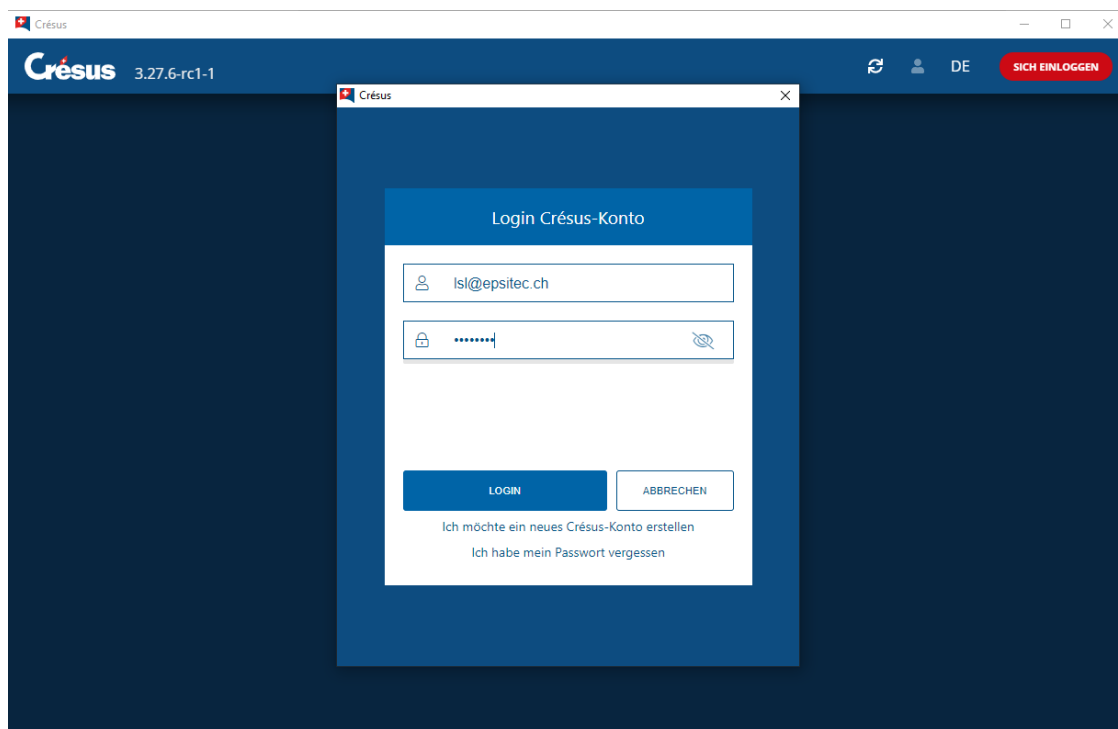 Crésus
Crésus 3.27.6-rc1-1 DE SICH EINLOGGEN
Crésus
Login Crésus-Konto
lsl@epsitec.ch
••••••••
LOGIN ABBRECHEN
Ich möchte ein neues Crésus-Konto erstellen
Ich habe mein Passwort vergessen